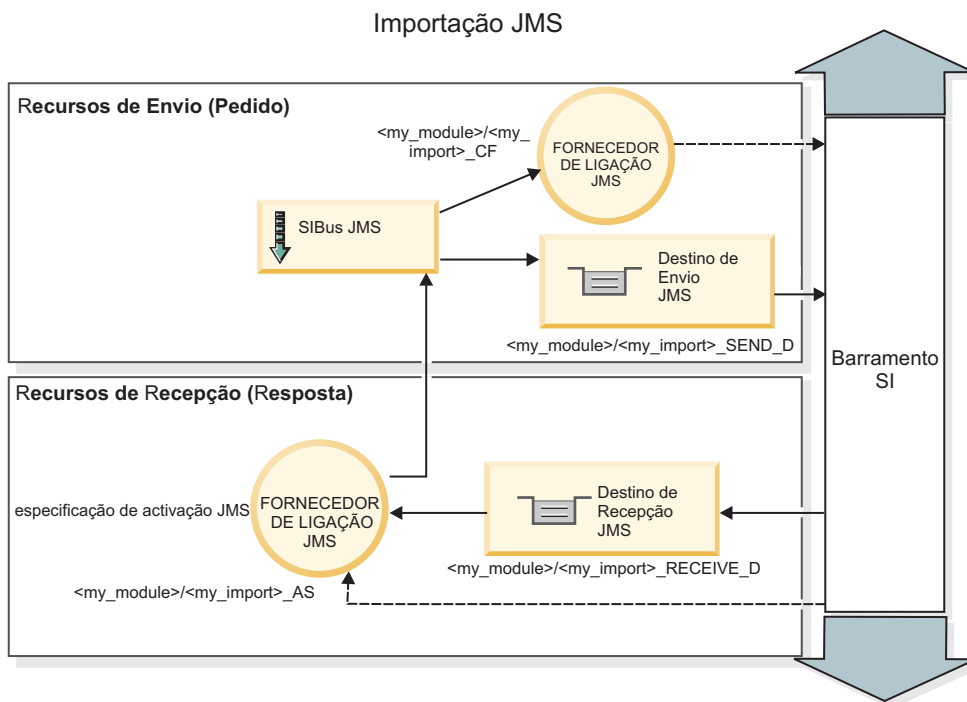 Importação JMS
Recursos de Envio (Pedido)
<my_module>/<my_
import>_CF
FORNECEDOR
DE LIGAÇÃO
JMS
SIBus JMS
Destino de
Envio
JMS
<my_module>/<my_import>_SEND_D
Barramento
SI
Recursos de Recepção (Resposta)
especificação de activação JMS
FORNECEDOR
DE LIGAÇÃO
JMS
Destino de
Recepção
JMS
<my_module>/<my_import>_RECEIVE_D
<my_module>/<my_import>_AS